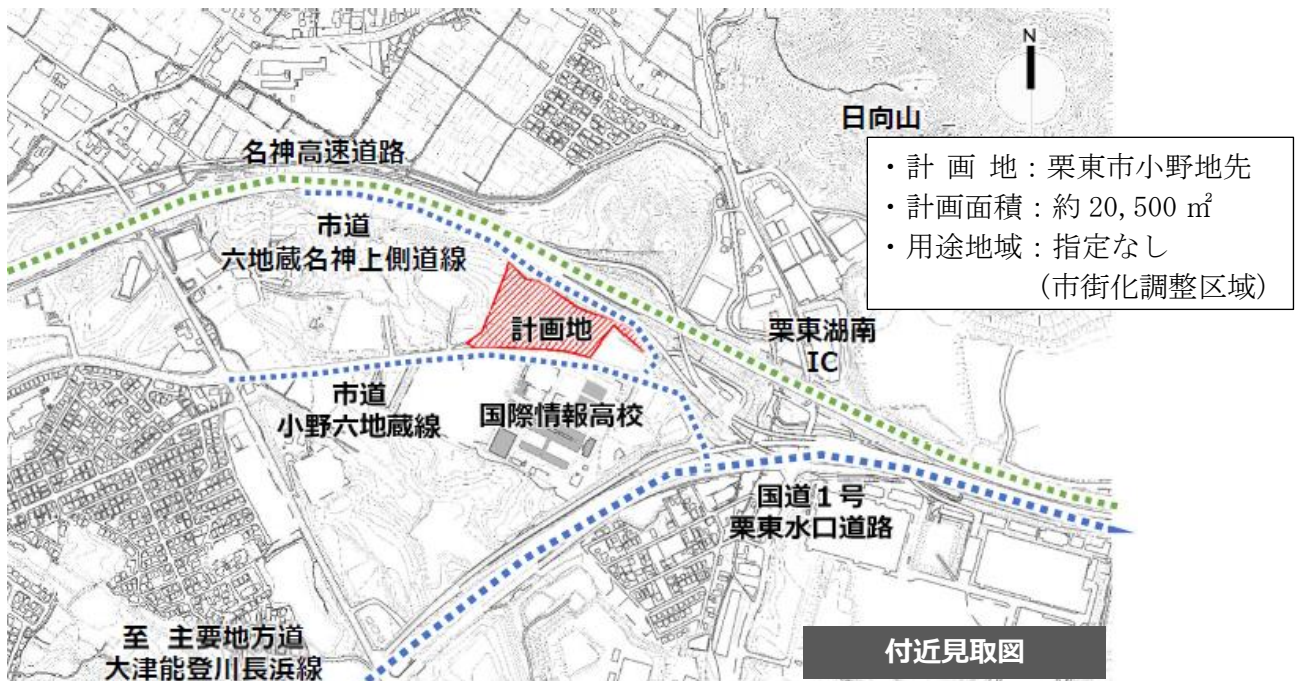 N
日向山
名神高速道路
・計 画 地：栗東市小野地先
・計画面積：約 20,500 ㎡
・用途地域：指定なし
(市街化調整区域)
市道
六地蔵名神上側道線
計画地
栗東湖南
IC
市道
小野六地蔵線
国際情報高校
国道１号
栗東水口道路
至 主要地方道
大津能登川長浜線
付近見取図